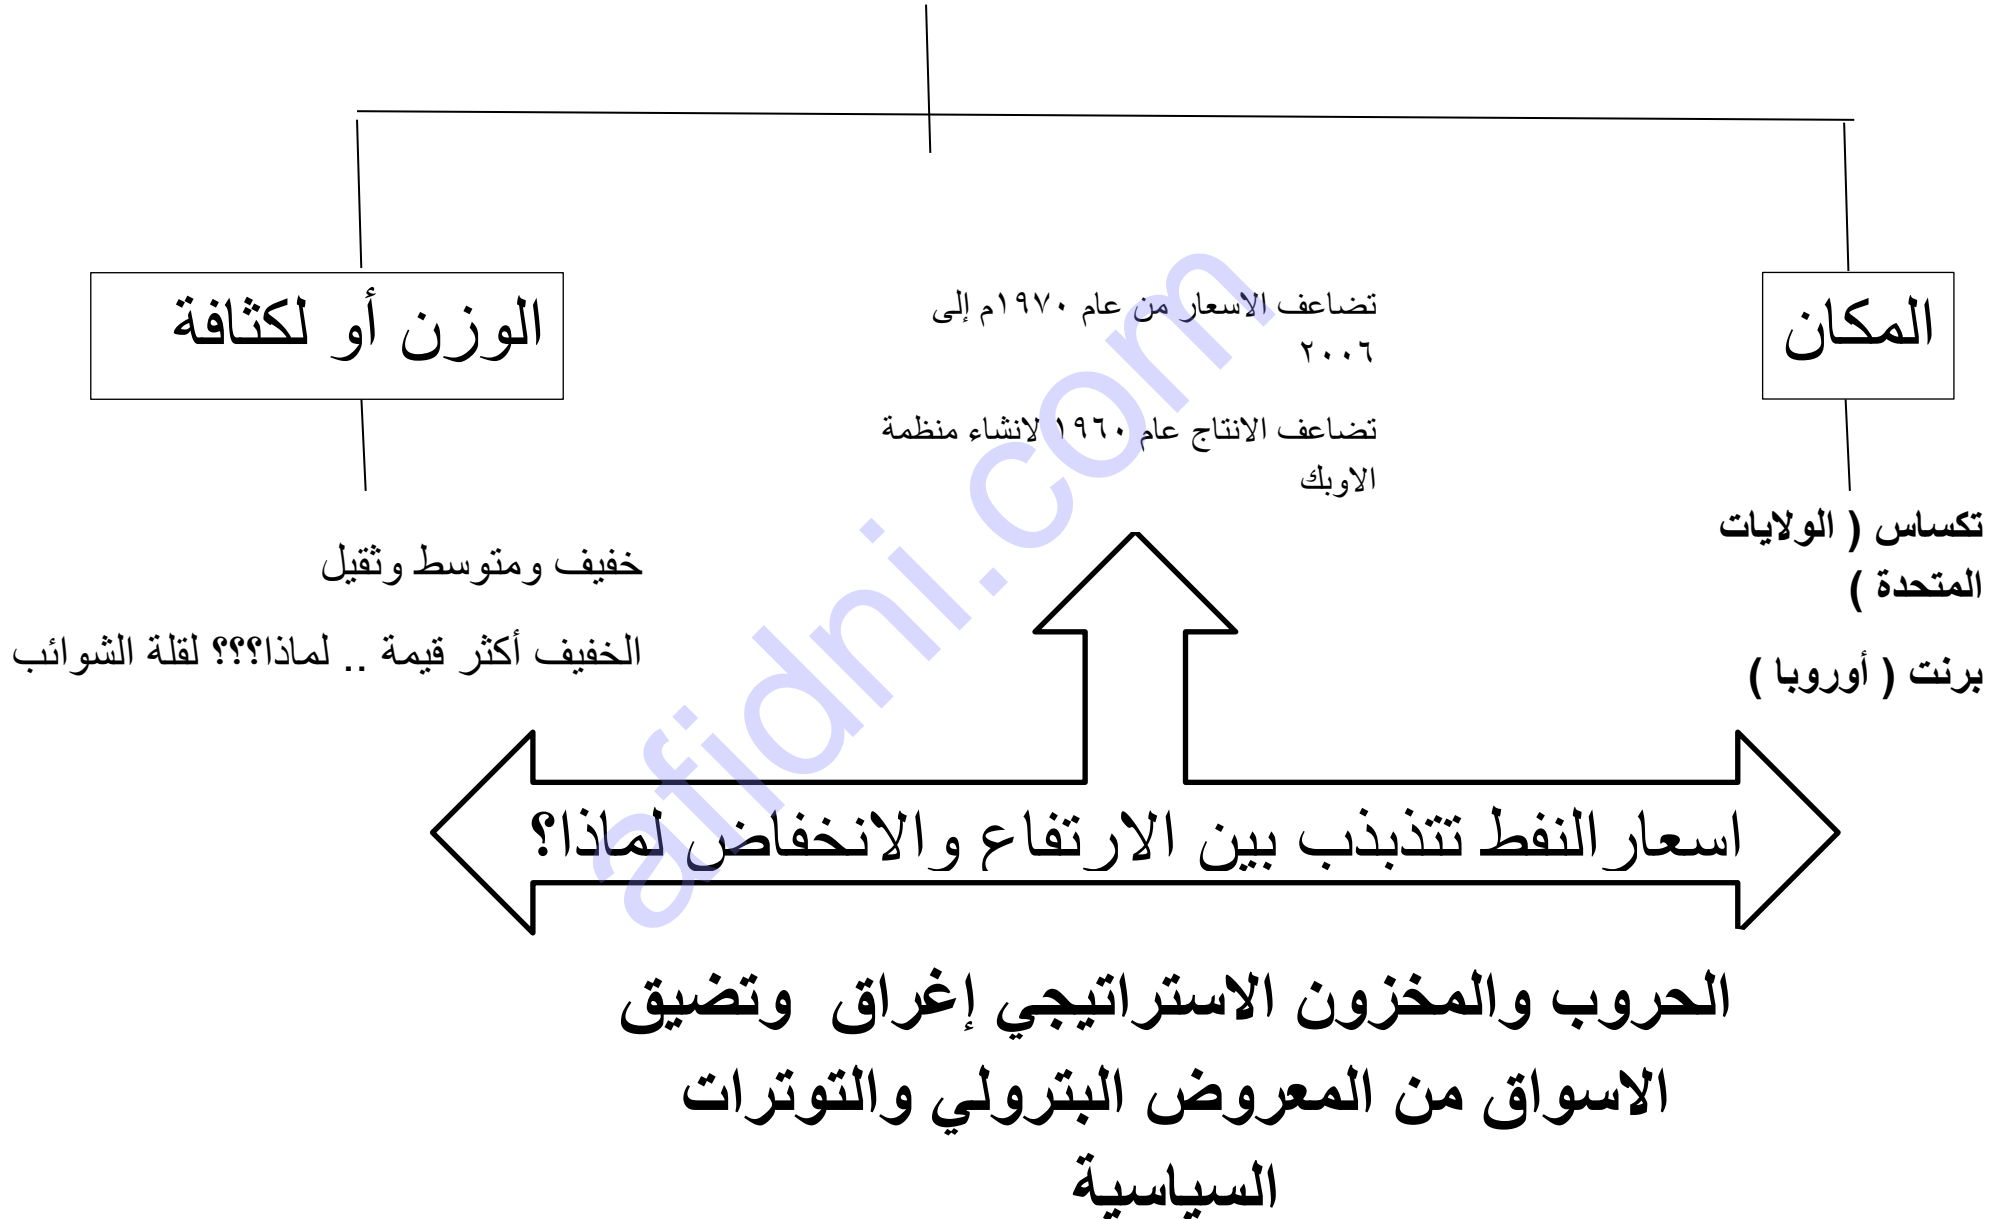 المكان
تكساس ( الولايات
المتحدة )
برنت ( أوروبا )
تضاعف الاسعار من عام ١٩٧٠م إلى
٢٠٠٦
تضاعف الانتاج عام ١٩٦٠ لانشاء منظمة
الاوبك
الوزن أو لكثافة
خفيف ومتوسط وثقيل
الخفيف أكثر قيمة .. لماذا؟؟؟ لقلة الشوائب
اسعار النفط تتذبذب بين الارتفاع والانخفاض لماذا؟
الحروب والمخزون الاستراتيجي إغراق وتضيق
الاسواق من المعروض البترولي والتوترات
السياسية
afidni.com